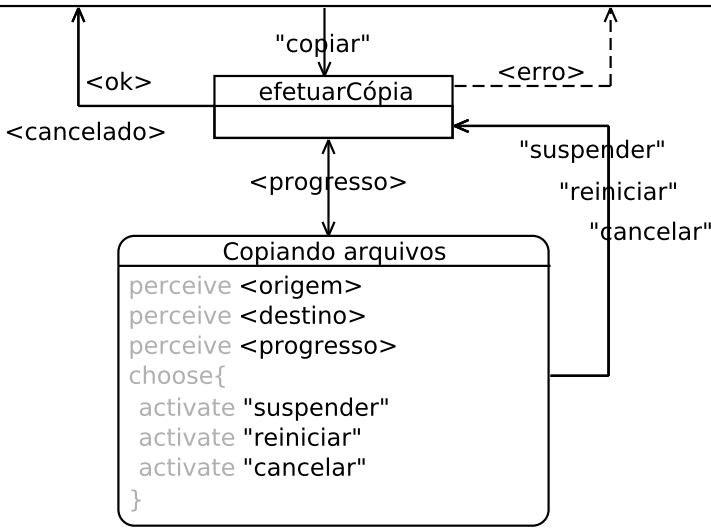 "copiar"
<erro>
<ok>
efetuarCópia
<cancelado>
"suspender"
<progresso>
"reiniciar"
"cancelar"
Copiando arquivos
perceive <origem>
perceive <destino>
perceive <progresso>
choose{
activate "suspender"
activate "reiniciar"
activate "cancelar"
}